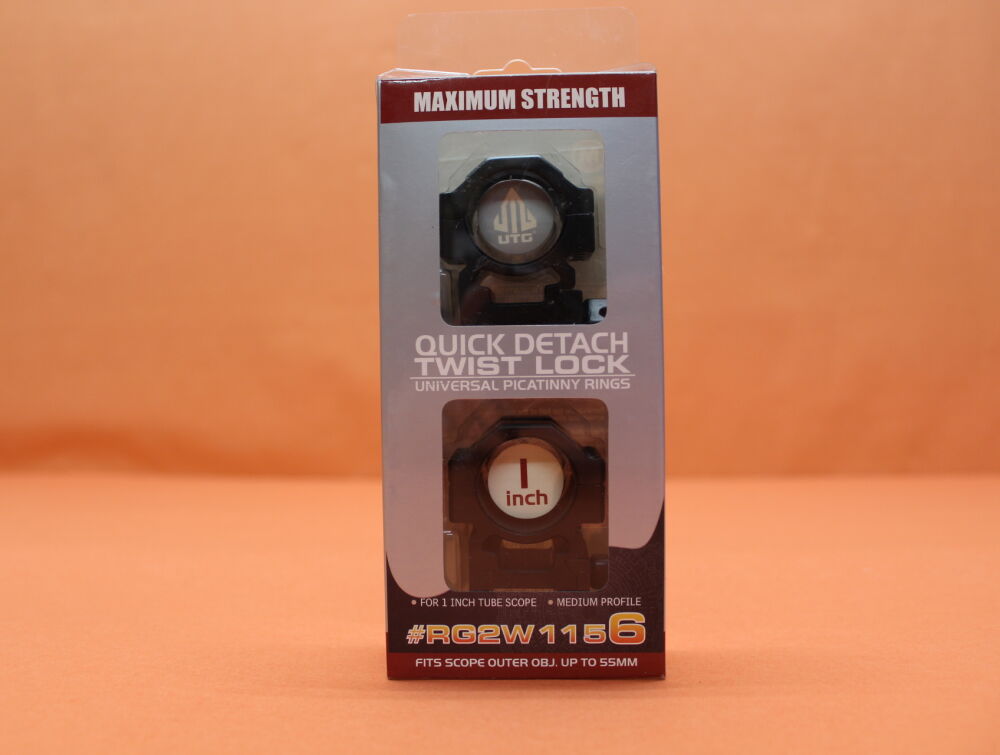 MAXIMUM STRENGTH
UTG
QUICK DETACH
TWIST LOCK
UNIVERSAL PICATINNY RINGS
1
inch
• FOR 1 INCH TUBE SCOPE • MEDIUM PROFILE
#RG2W1156
FITS SCOPE OUTER OBJ. UP TO 55MM